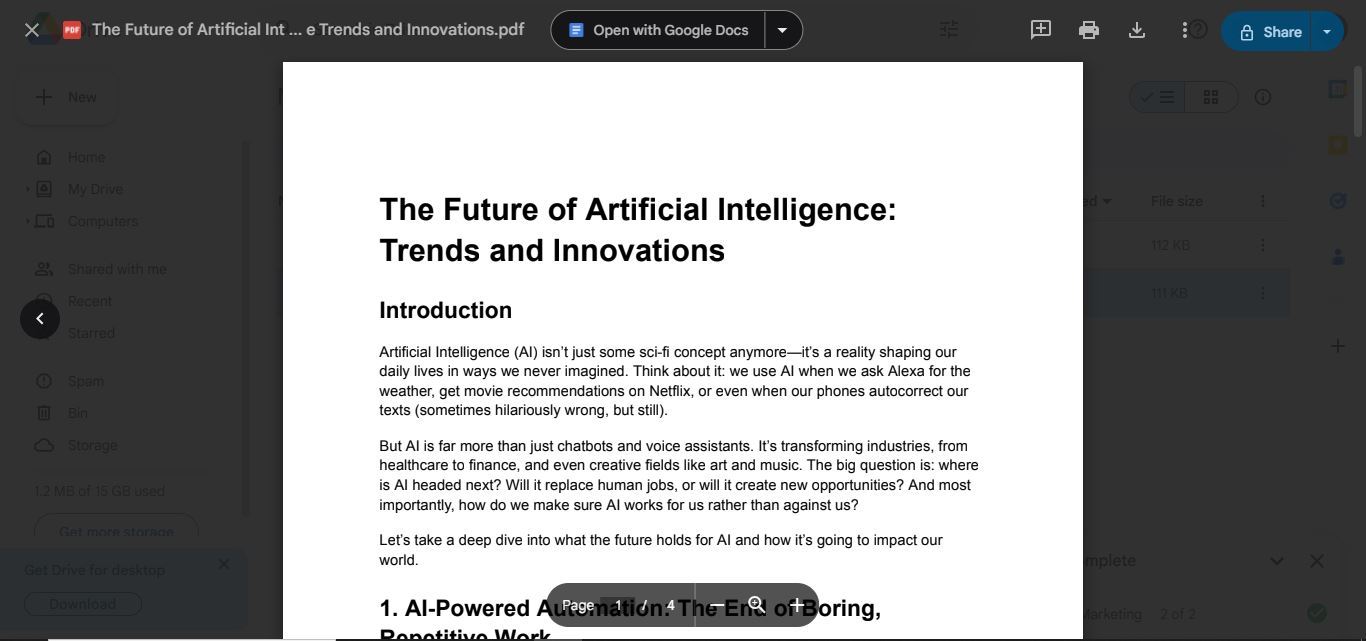 The Future of Artificial Int ... e Trends and Innovations.pdf
Open with Google Docs
Share
PDF
New
Home
My Drive
Computers
Shared with me
Recent
Starred
Spam
Bin
Storage
1.2 MB of 15 GB used
Get more storage
Get Drive for desktop
Download
ed
File size
112 KB
111 KB
The Future of Artificial Intelligence:
Trends and Innovations
Introduction
Artificial Intelligence (AI) isn’t just some sci-fi concept anymore—it’s a reality shaping our
daily lives in ways we never imagined. Think about it: we use AI when we ask Alexa for the
weather, get movie recommendations on Netflix, or even when our phones autocorrect our
texts (sometimes hilariously wrong, but still).
But AI is far more than just chatbots and voice assistants. It’s transforming industries, from
healthcare to finance, and even creative fields like art and music. The big question is: where
is AI headed next? Will it replace human jobs, or will it create new opportunities? And most
importantly, how do we make sure AI works for us rather than against us?
Let’s take a deep dive into what the future holds for AI and how it’s going to impact our
world.
1. AI-Powered Automation: The End of Boring,
Repetitive Work
Page 1 / 4
mplete
Marketing 2 of 2